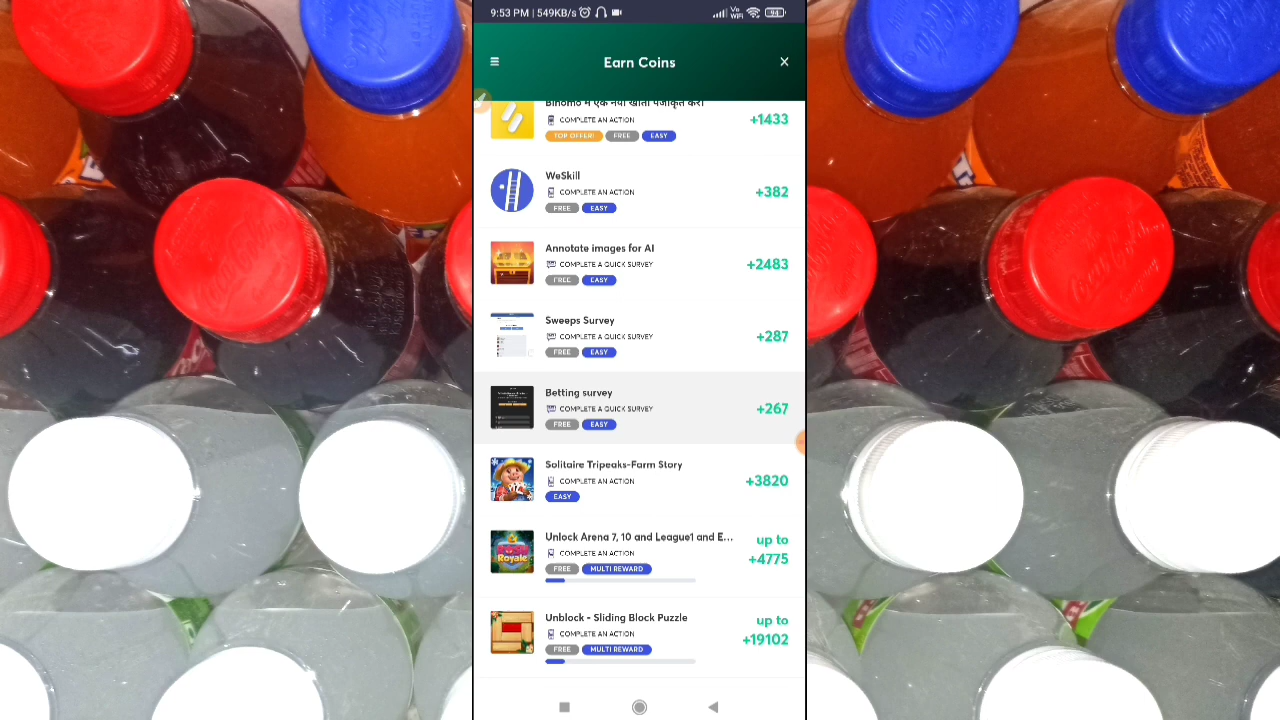 9:53 PM | 549KB/s
Vo
WiFi
94
Earn Coins
COMPLETE AN ACTION
+1433
TOP OFFER! FREE EASY
WeSkill
COMPLETE AN ACTION
+382
FREE EASY
Annotate images for AI
COMPLETE A QUICK SURVEY
+2483
FREE EASY
Sweeps Survey
COMPLETE A QUICK SURVEY
+287
FREE EASY
Betting survey
COMPLETE A QUICK SURVEY
+267
FREE EASY
Solitaire Tripeaks-Farm Story
COMPLETE AN ACTION
+3820
EASY
Unlock Arena 7, 10 and League1 and E...
up to
COMPLETE AN ACTION
+4775
FREE MULTI REWARD
Unblock - Sliding Block Puzzle
up to
COMPLETE AN ACTION
+19102
FREE MULTI REWARD